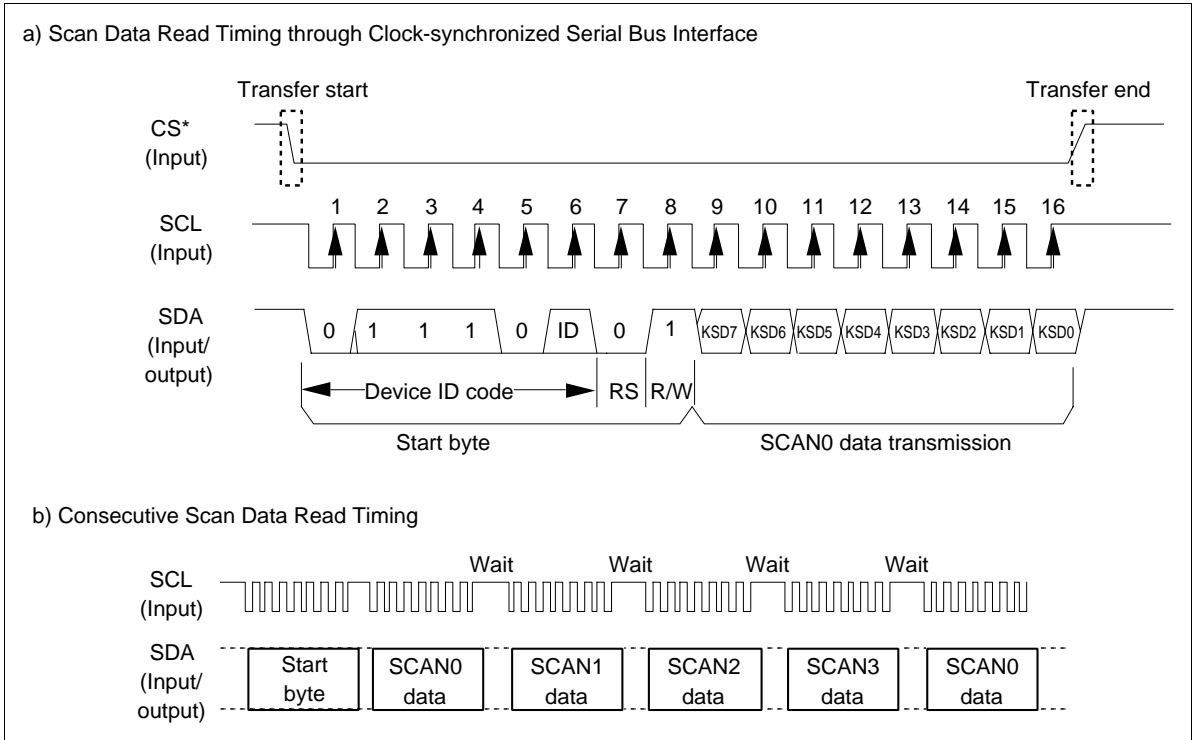 a) Scan Data Read Timing through Clock-synchronized Serial Bus Interface
Transfer start
Transfer end
CS*
(Input)
1 2 3 4 5 6 7 8 9 10 11 12 13 14 15 16
SCL
(Input)
SDA
(Input/
output)
0 1 1 1 0 ID 0 1 KSD7 KSD6 KSD5 KSD4 KSD3 KSD2 KSD1 KSD0
Device ID code RS R/W
Start byte
SCAN0 data transmission
b) Consecutive Scan Data Read Timing
Wait Wait Wait Wait
SCL
(Input)
SDA
(Input/
output)
Start
byte
SCAN0
data
SCAN1
data
SCAN2
data
SCAN3
data
SCAN0
data